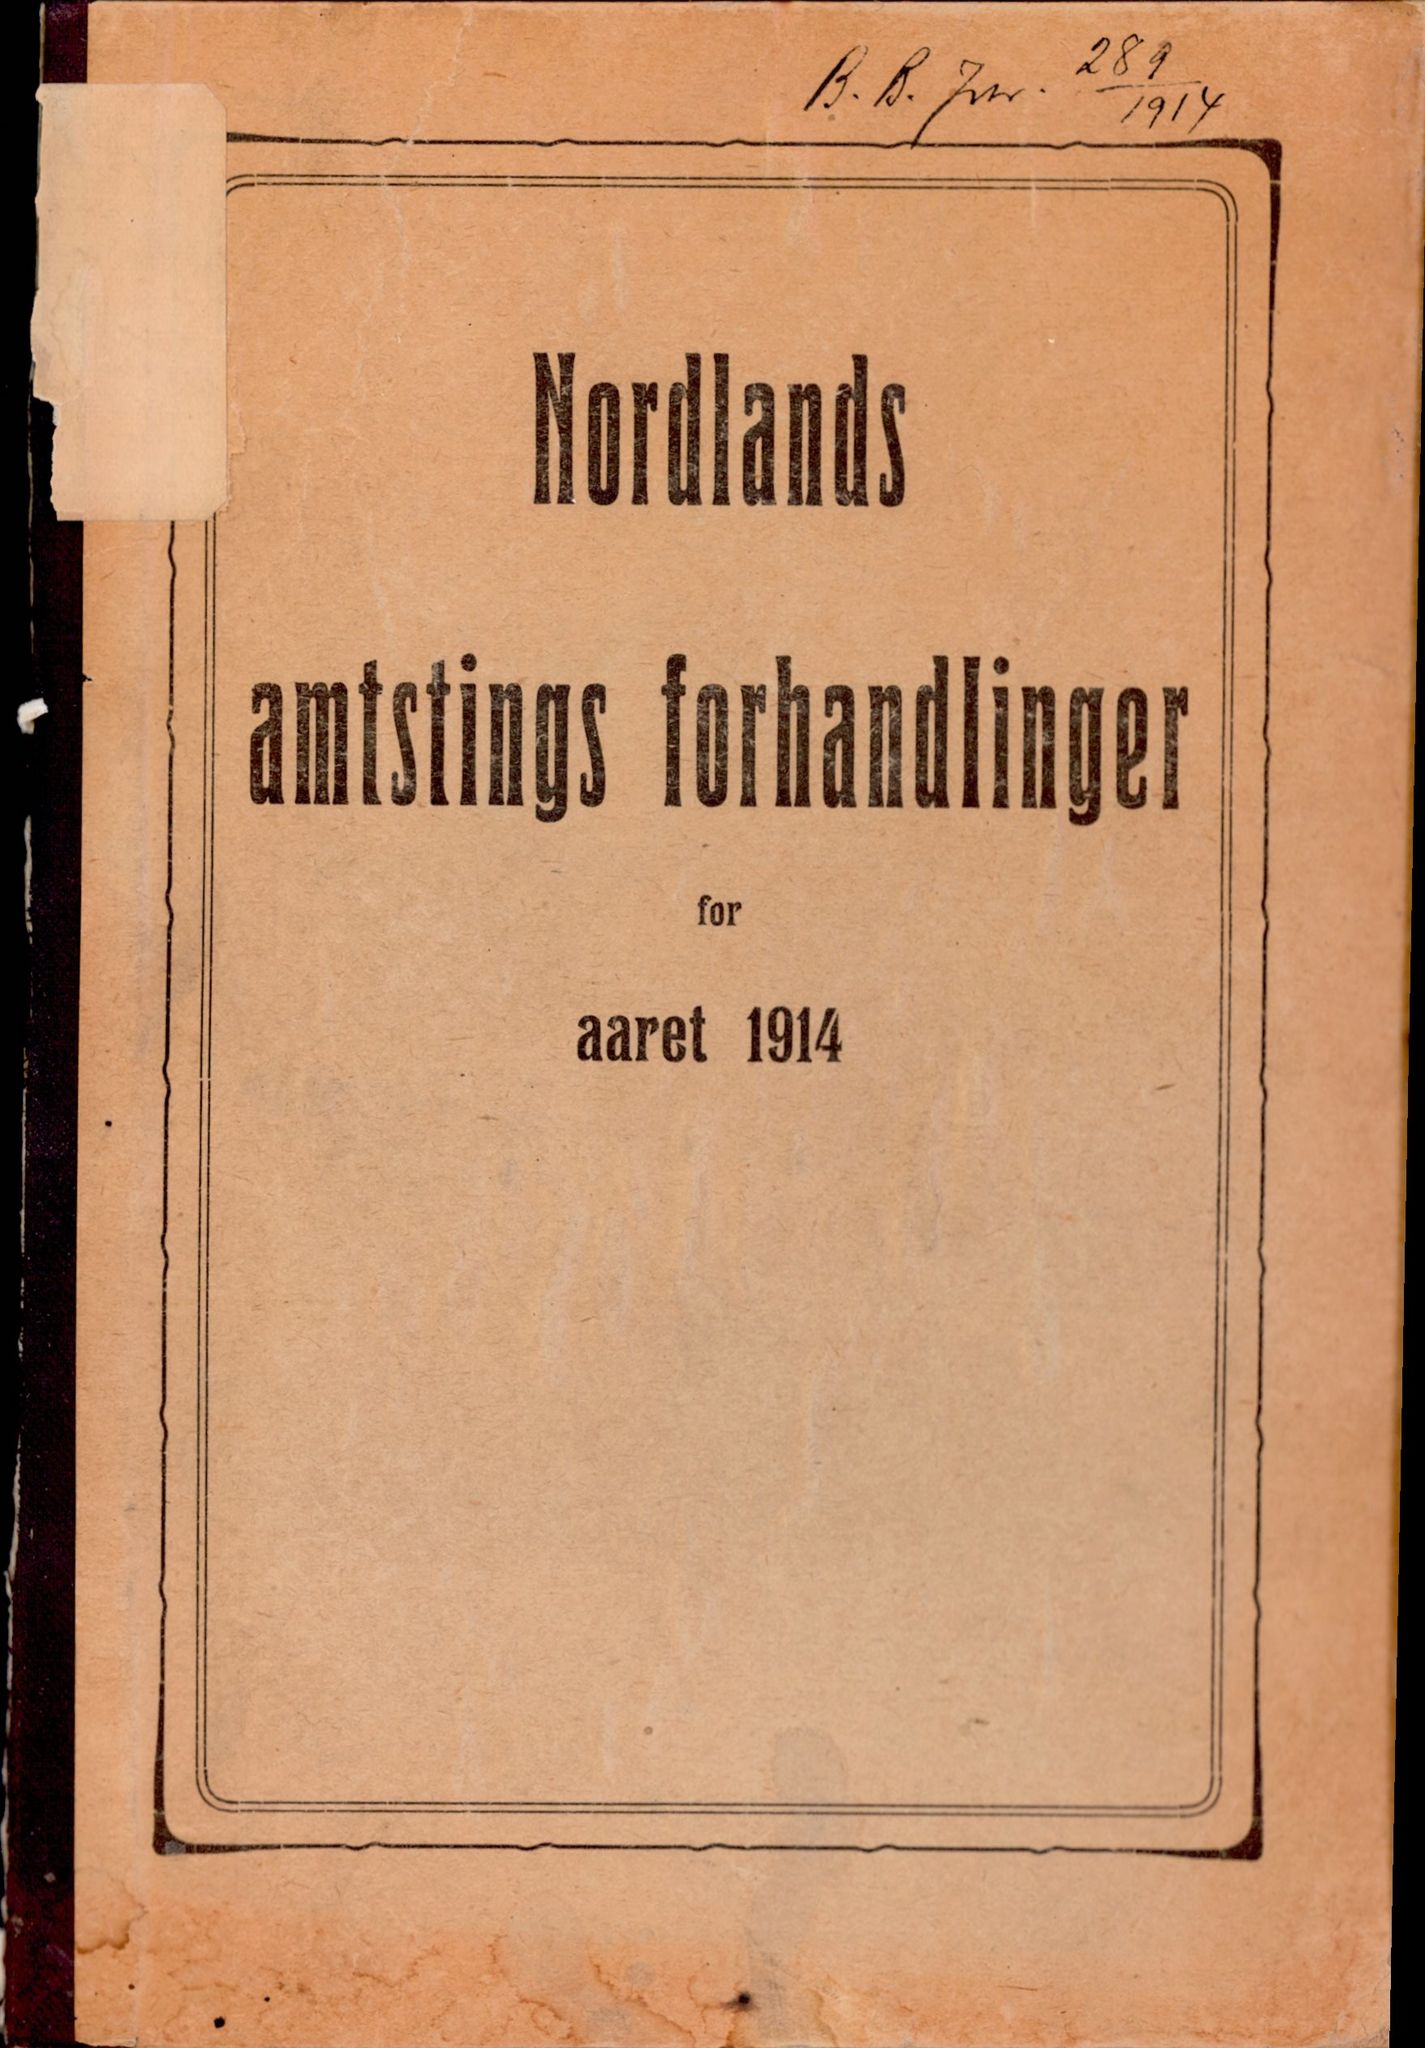 B. B. Jnr. 289/1914
Nordlands
amtstings forhandlinger
for
aaret 1914